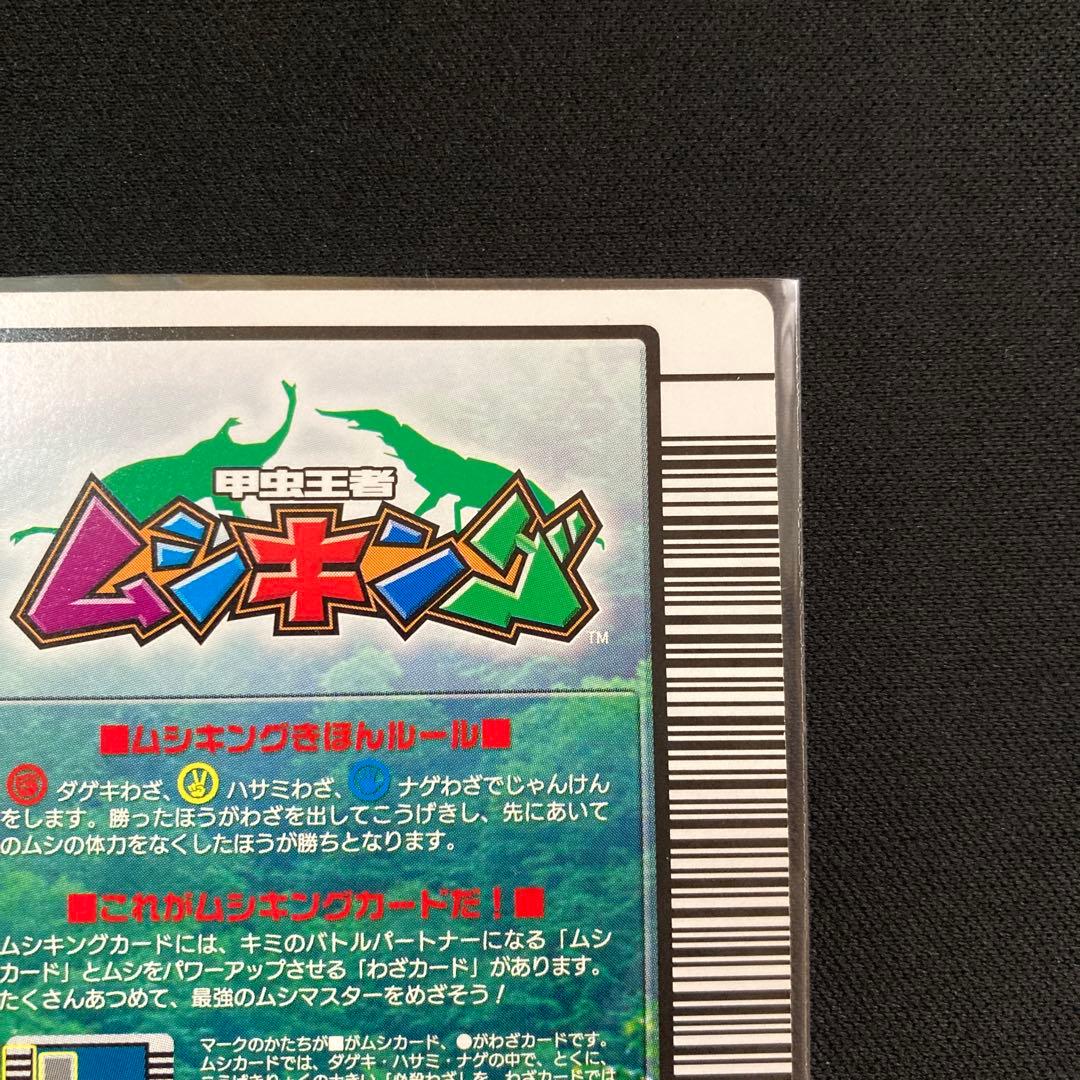 甲虫王者
ムシキング
TM
■ムシキングきほんルール■
ダゲキわざ、ハサミわざ、ナゲわざでじゃんけん
をします。勝ったほうがわざを出してこうげきし、先にあいて
のムシの体力をなくしたほうが勝ちとなります。
■これがムシキングカードだ！■
ムシキングカードには、キミのバトルパートナーになる「ムシ
カード」とムシをパワーアップさせる「わざカード」があります。
たくさんあつめて、最強のムシマスターをめざそう！
マークのかたちが■がムシカード、●がわざカードです。
ムシカードでは、ダゲキ・ハサミ・ナゲの中で、とくに、